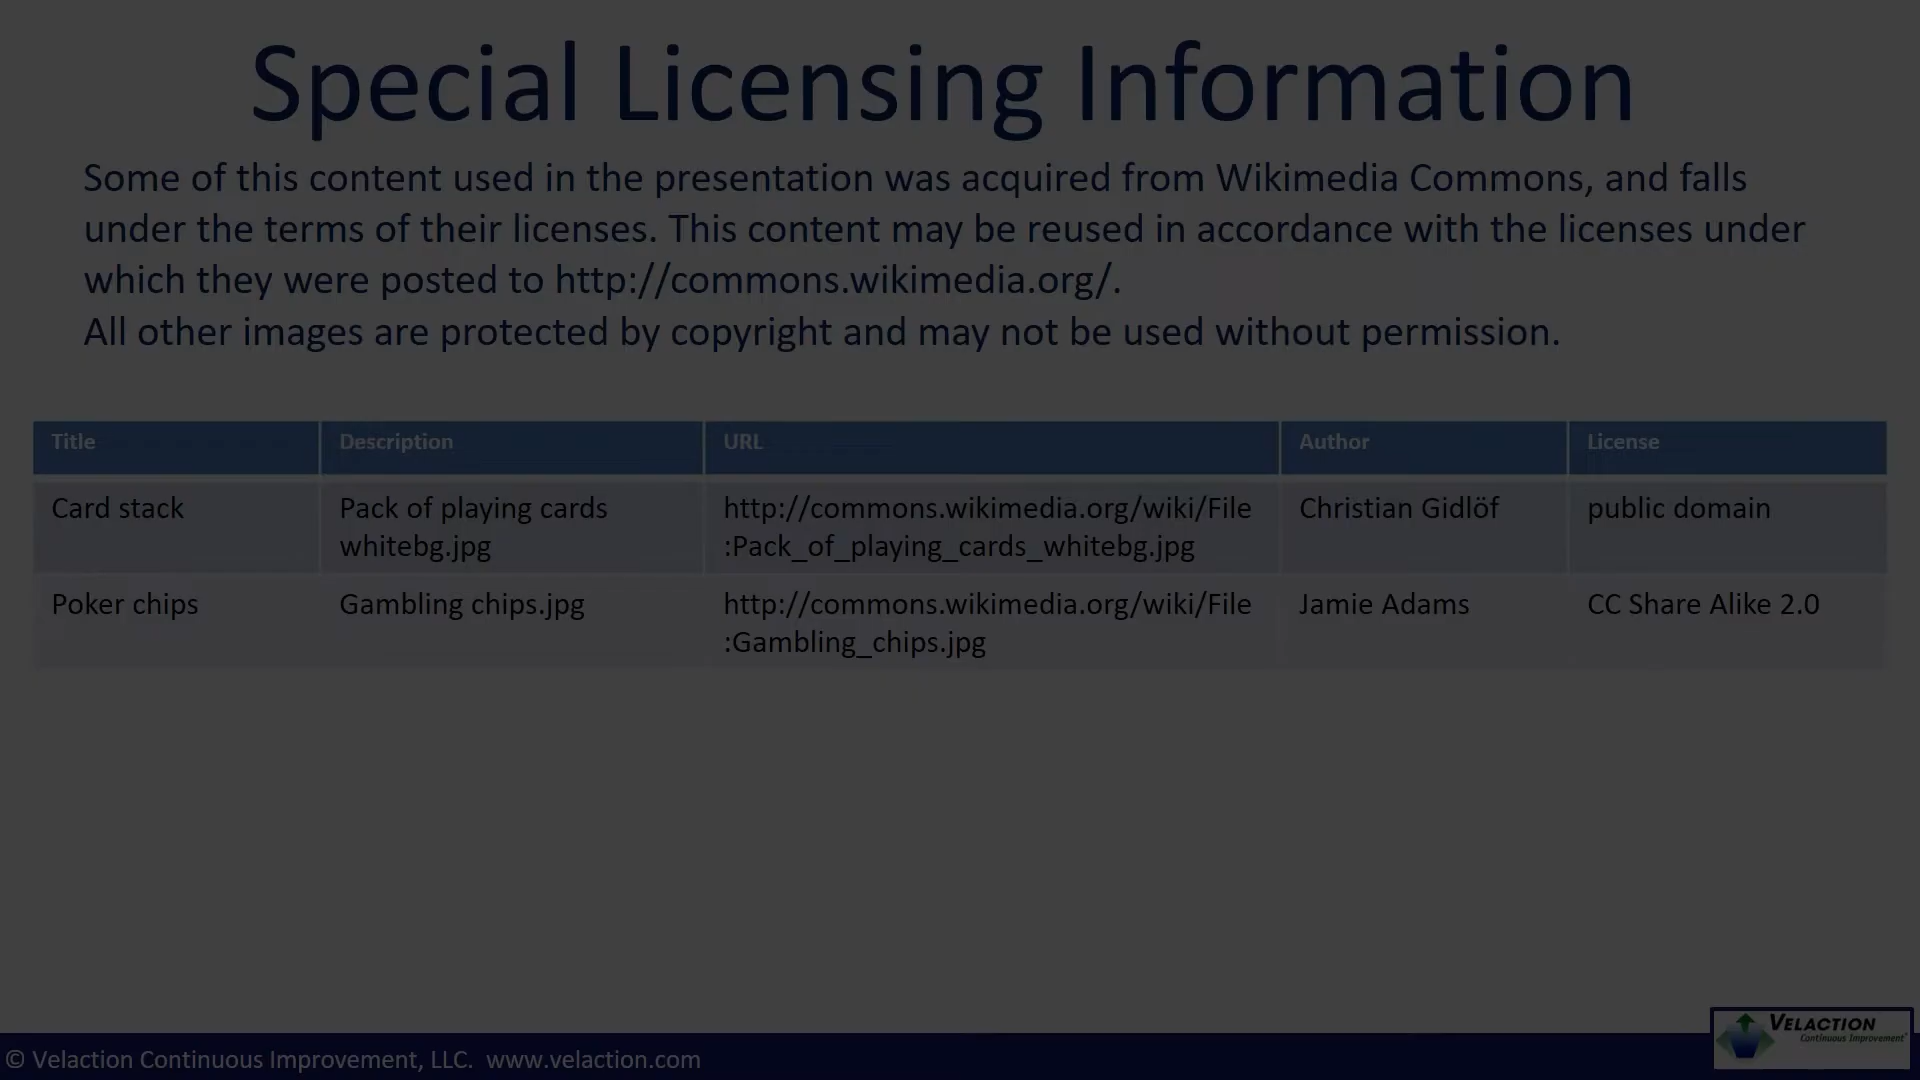 Special Licensing Information
Some of this content used in the presentation was acquired from Wikimedia Commons, and falls
under the terms of their licenses. This content may be reused in accordance with the licenses under
which they were posted to http://commons.wikimedia.org/.
All other images are protected by copyright and may not be used without permission.
Title Description URL Author License
Card stack Pack of playing cards http://commons.wikimedia.org/wiki/File Christian Gidlöf public domain
whitebg.jpg :Pack_of_playing_cards_whitebg.jpg
Poker chips Gambling chips.jpg http://commons.wikimedia.org/wiki/File Jamie Adams CC Share Alike 2.0
:Gambling_chips.jpg
VELACTION
Continuous Improvement
© Velaction Continuous Improvement, LLC. www.velaction.com